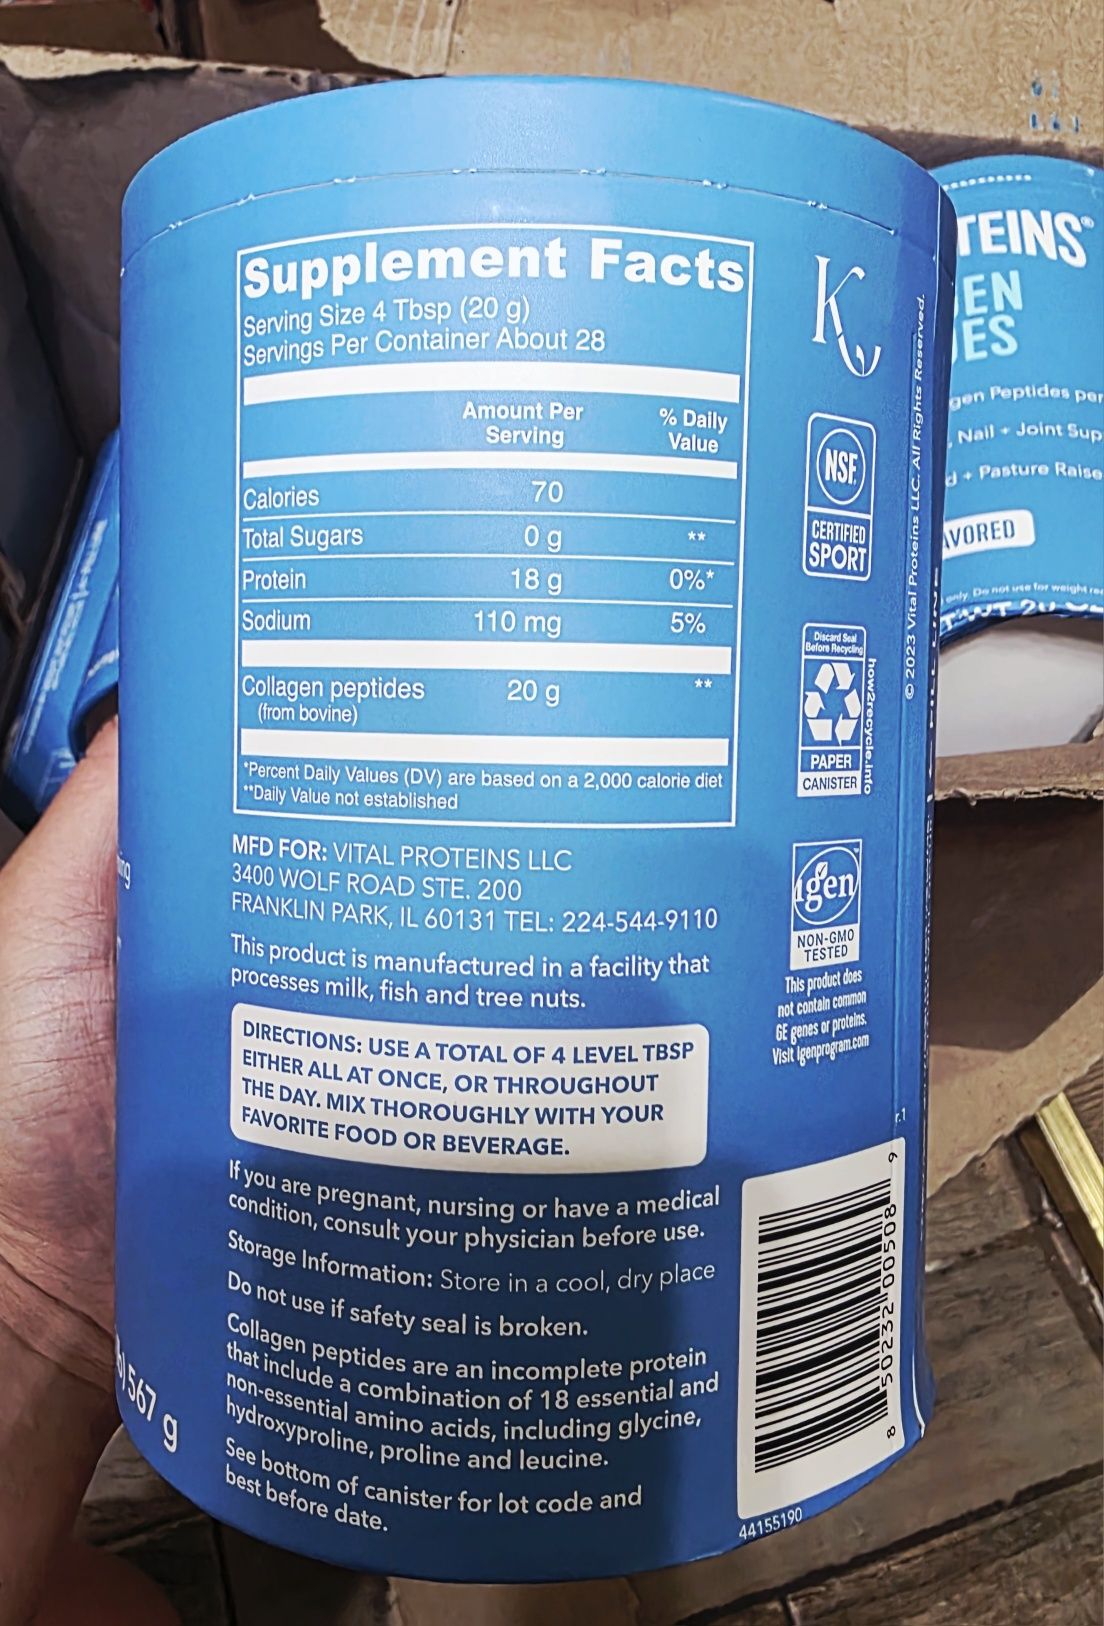 Supplement Facts
Serving Size 4 Tbsp (20 g)
Servings Per Container About 28
Amount Per
Serving
% Daily
Value
Calories 70
Total Sugars 0 g **
Protein 18 g 0%*
Sodium 110 mg 5%
Collagen peptides 20 g **
(from bovine)
*Percent Daily Values (DV) are based on a 2,000 calorie diet
**Daily Value not established
MFD FOR: VITAL PROTEINS LLC
3400 WOLF ROAD STE. 200
FRANKLIN PARK, IL 60131 TEL: 224-544-9110
This product is manufactured in a facility that
processes milk, fish and tree nuts.
DIRECTIONS: USE A TOTAL OF 4 LEVEL TBSP
EITHER ALL AT ONCE, OR THROUGHOUT
THE DAY. MIX THOROUGHLY WITH YOUR
FAVORITE FOOD OR BEVERAGE.
If you are pregnant, nursing or have a medical
condition, consult your physician before use.
Storage Information: Store in a cool, dry place
Do not use if safety seal is broken.
Collagen peptides are an incomplete protein
that include a combination of 18 essential and
non-essential amino acids, including glycine,
hydroxyproline, proline and leucine.
See bottom of canister for lot code and
best before date.
567 g
K
NSF
CERTIFIED
SPORT
Discard Seal
Before Recycling
PAPER
CANISTER
how2recycle.info
igen
NON-GMO
TESTED
This product does
not contain common
GE genes or proteins.
Visit Igenprogram.com
© 2023 Vital Proteins LLC. All Rights Reserved.
r.1
8 50232 00508 9
44155190
TEINS®
EN
ES
gen Peptides per
Nail + Joint Sup
d + Pasture Raise
AVORED
only. Do not use for weight